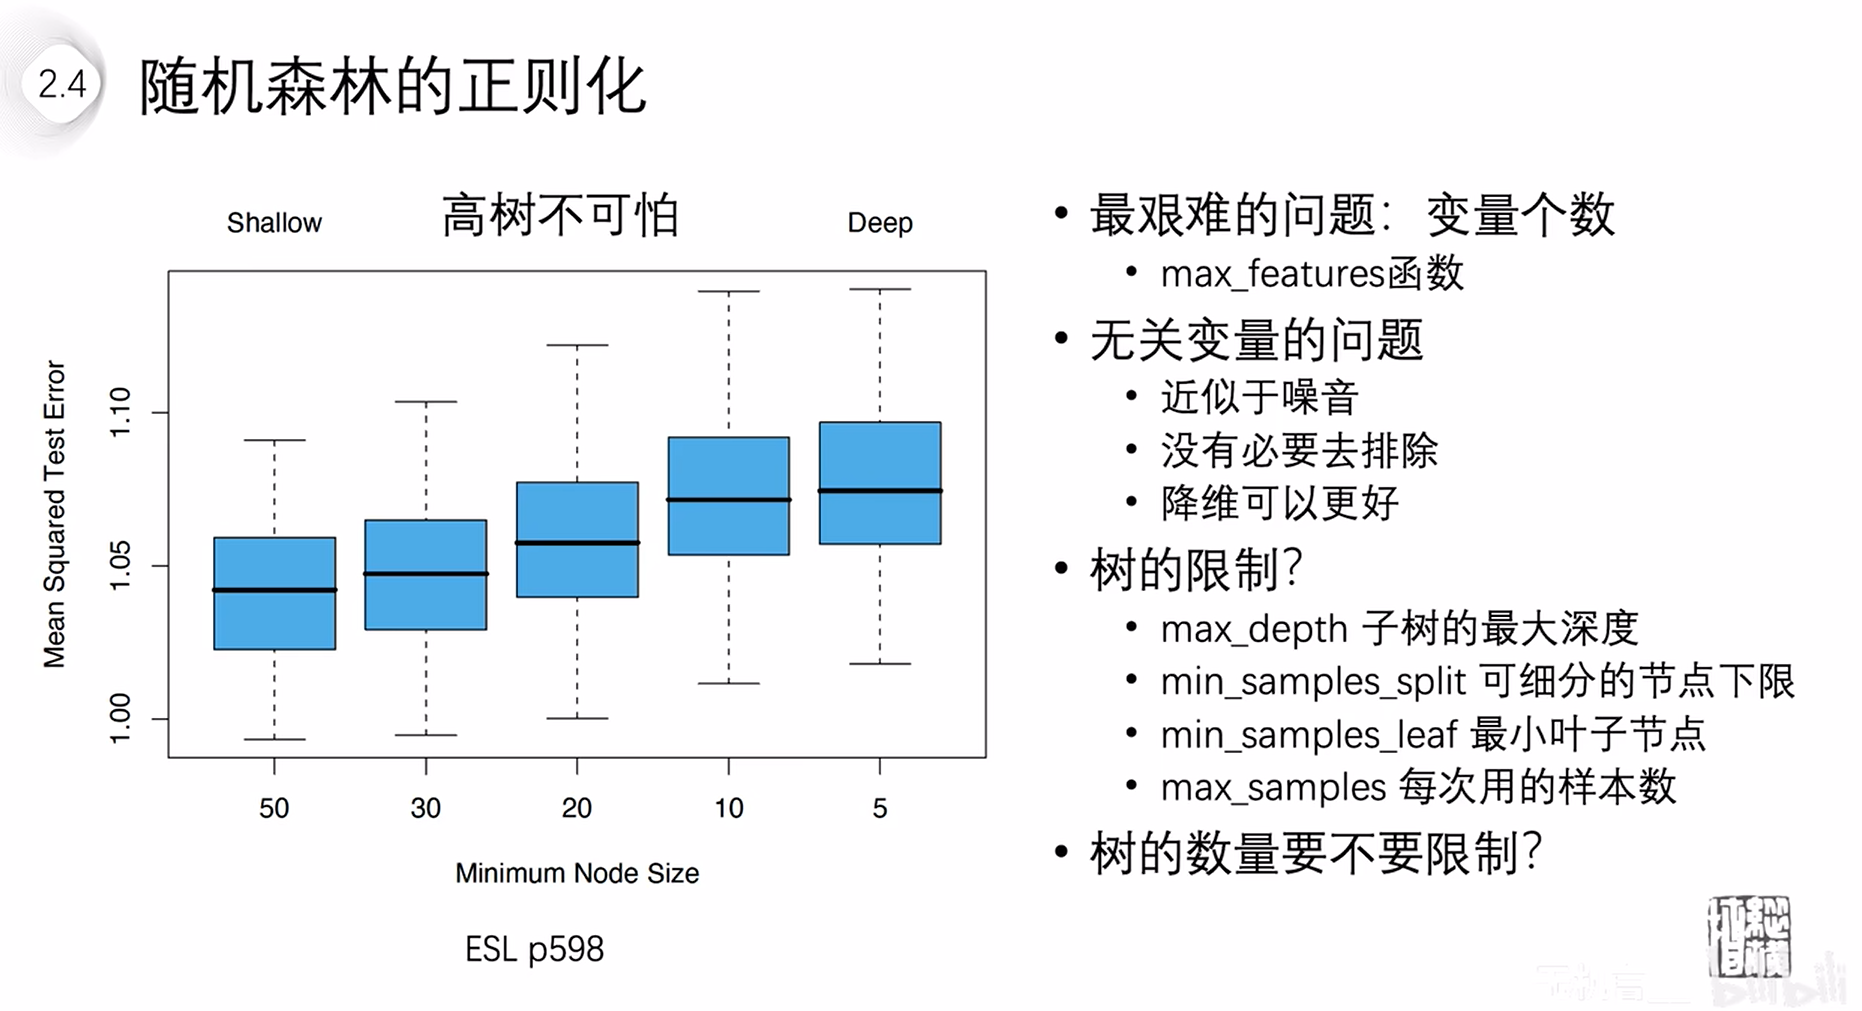 2.4
随机森林的正则化
Shallow
高树不可怕
Deep
Mean Squared Test Error
1.10
1.05
1.00
50 30 20 10 5
Minimum Node Size
ESL p598
• 最艰难的问题：变量个数
• max_features函数
• 无关变量的问题
• 近似于噪音
• 没有必要去排除
• 降维可以更好
• 树的限制?
• max_depth 子树的最大深度
• min_samples_split 可细分的节点下限
• min_samples_leaf 最小叶子节点
• max_samples 每次用的样本数
• 树的数量要不要限制?